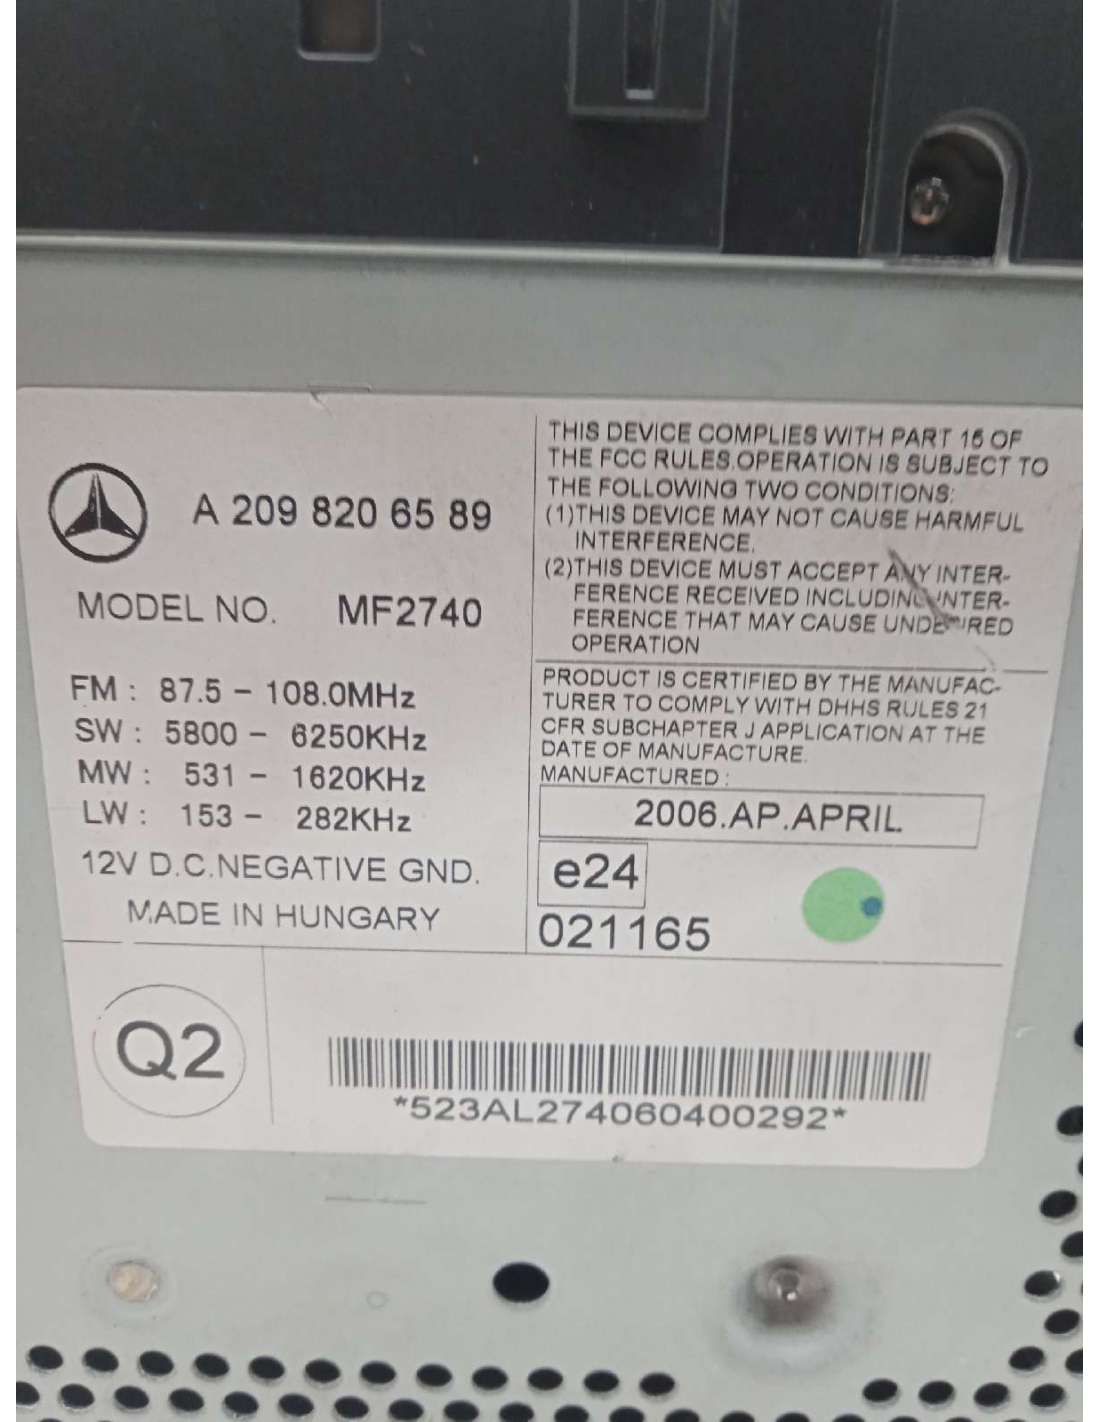 A 209 820 65 89
MODEL NO. MF2740
FM : 87.5 - 108.0MHz
SW : 5800 - 6250KHz
MW : 531 - 1620KHz
LW : 153 - 282KHz
12V D.C.NEGATIVE GND.
MADE IN HUNGARY
THIS DEVICE COMPLIES WITH PART 15 OF
THE FCC RULES.OPERATION IS SUBJECT TO
THE FOLLOWING TWO CONDITIONS:
(1)THIS DEVICE MAY NOT CAUSE HARMFUL
INTERFERENCE.
(2)THIS DEVICE MUST ACCEPT ANY INTER-
FERENCE RECEIVED INCLUDING INTER-
FERENCE THAT MAY CAUSE UNDESIRED
OPERATION
PRODUCT IS CERTIFIED BY THE MANUFAC-
TURER TO COMPLY WITH DHHS RULES 21
CFR SUBCHAPTER J APPLICATION AT THE
DATE OF MANUFACTURE.
MANUFACTURED :
2006.AP.APRIL
e24
021165
Q2
*523AL274060400292*